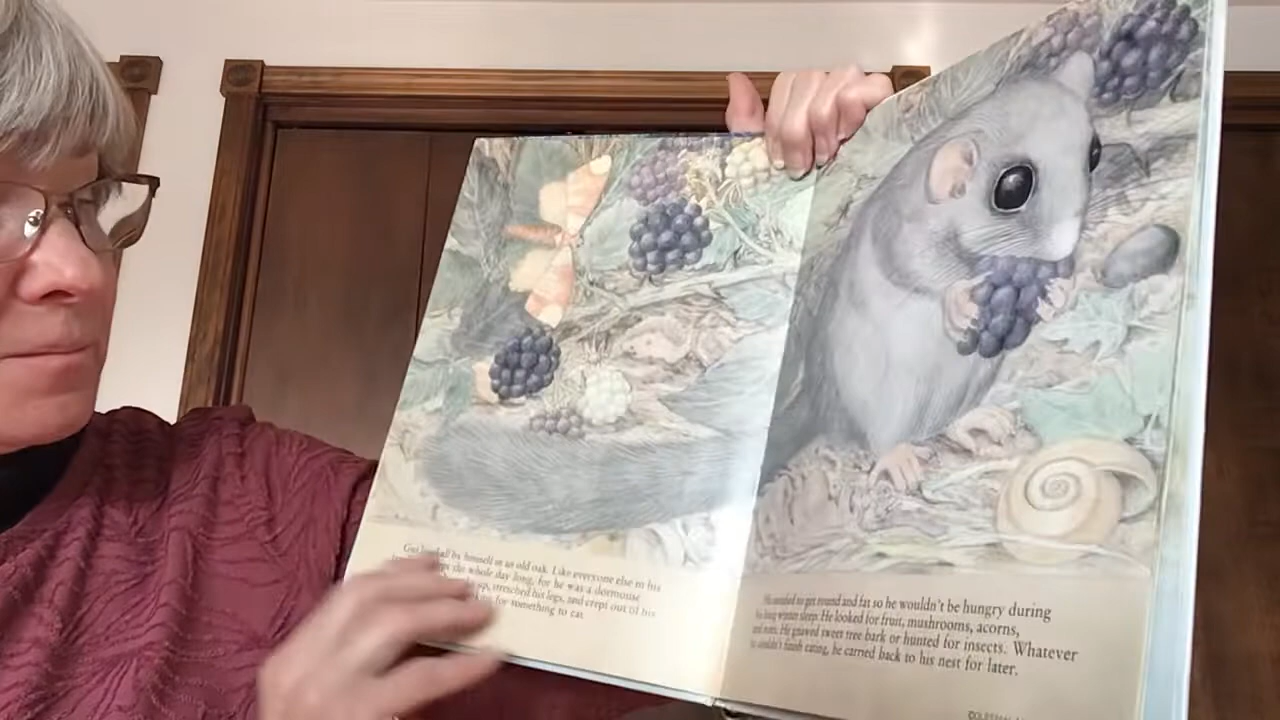 Gus lived all by himself in an old oak. Like everyone else in his
slept the whole day long, for he was a dormouse
up, stretched his legs, and crept out of his
for something to eat.
He needed to get round and fat so he wouldn't be hungry during
his long winter sleep. He looked for fruit, mushrooms, acorns,
and nuts. He gnawed sweet tree bark or hunted for insects. Whatever
he couldn't finish eating, he carried back to his nest for later.